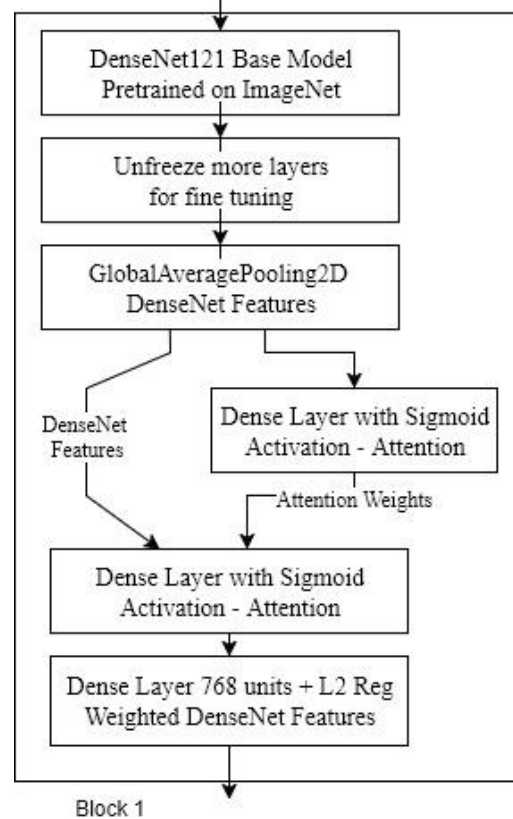 DenseNet121 Base Model
Pretrained on ImageNet
Unfreeze more layers
for fine tuning
GlobalAveragePooling2D
DenseNet Features
Dense Layer with Sigmoid
Activation - Attention
DenseNet
Features
Attention Weights
Dense Layer with Sigmoid
Activation - Attention
Dense Layer 768 units + L2 Reg
Weighted DenseNet Features
Block 1